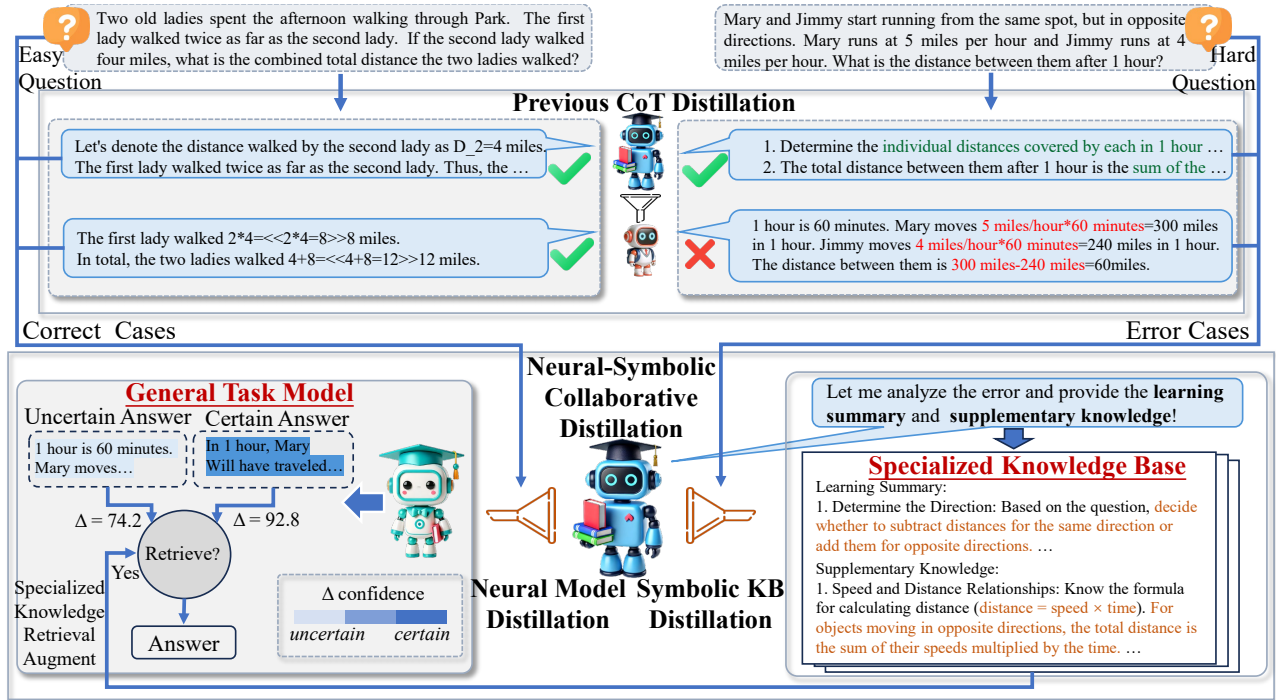 Two old ladies spent the afternoon walking through Park. The first
lady walked twice as far as the second lady. If the second lady walked
four miles, what is the combined total distance the two ladies walked?
?
Easy
Question
Mary and Jimmy start running from the same spot, but in opposite
directions. Mary runs at 5 miles per hour and Jimmy runs at 4
miles per hour. What is the distance between them after 1 hour?
?
Hard
Question
Previous CoT Distillation
Let's denote the distance walked by the second lady as D_2=4 miles.
The first lady walked twice as far as the second lady. Thus, the …
1. Determine the individual distances covered by each in 1 hour …
2. The total distance between them after 1 hour is the sum of the …
The first lady walked 2*4=<<2*4=8>>8 miles.
In total, the two ladies walked 4+8=<<4+8=12>>12 miles.
1 hour is 60 minutes. Mary moves 5 miles/hour*60 minutes=300 miles
in 1 hour. Jimmy moves 4 miles/hour*60 minutes=240 miles in 1 hour.
The distance between them is 300 miles-240 miles=60miles.
Correct Cases
Error Cases
General Task Model
Uncertain Answer
Certain Answer
1 hour is 60 minutes.
Mary moves…
In 1 hour, Mary
Will have traveled…
Δ = 74.2
Δ = 92.8
Retrieve?
Yes
Specialized
Knowledge
Retrieval
Augment
Answer
Δ confidence
uncertain
certain
Neural-Symbolic
Collaborative
Distillation
Neural Model
Distillation
Symbolic KB
Distillation
Let me analyze the error and provide the learning
summary and supplementary knowledge!
Specialized Knowledge Base
Learning Summary:
1. Determine the Direction: Based on the question, decide
whether to subtract distances for the same direction or
add them for opposite directions. …
Supplementary Knowledge:
1. Speed and Distance Relationships: Know the formula
for calculating distance (distance = speed × time). For
objects moving in opposite directions, the total distance is
the sum of their speeds multiplied by the time. …